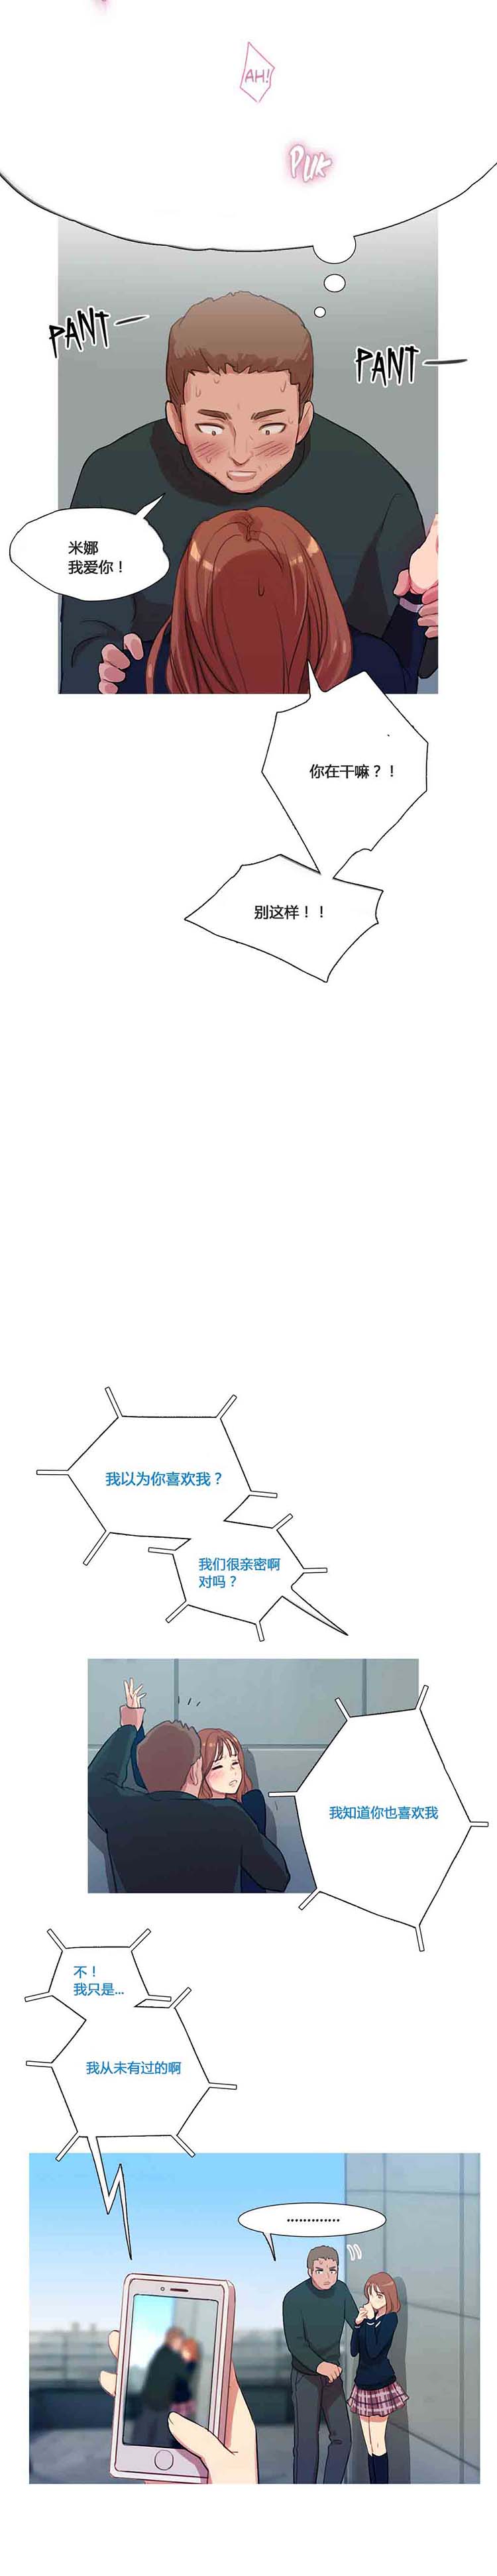 AH!
PUK
PANT
PANT
米娜
我爱你！
你在干嘛？！
别这样！！
我以为你喜欢我？
我们很亲密啊
对吗？
我知道你也喜欢我
不！
我只是...
我从未有过的啊
.............